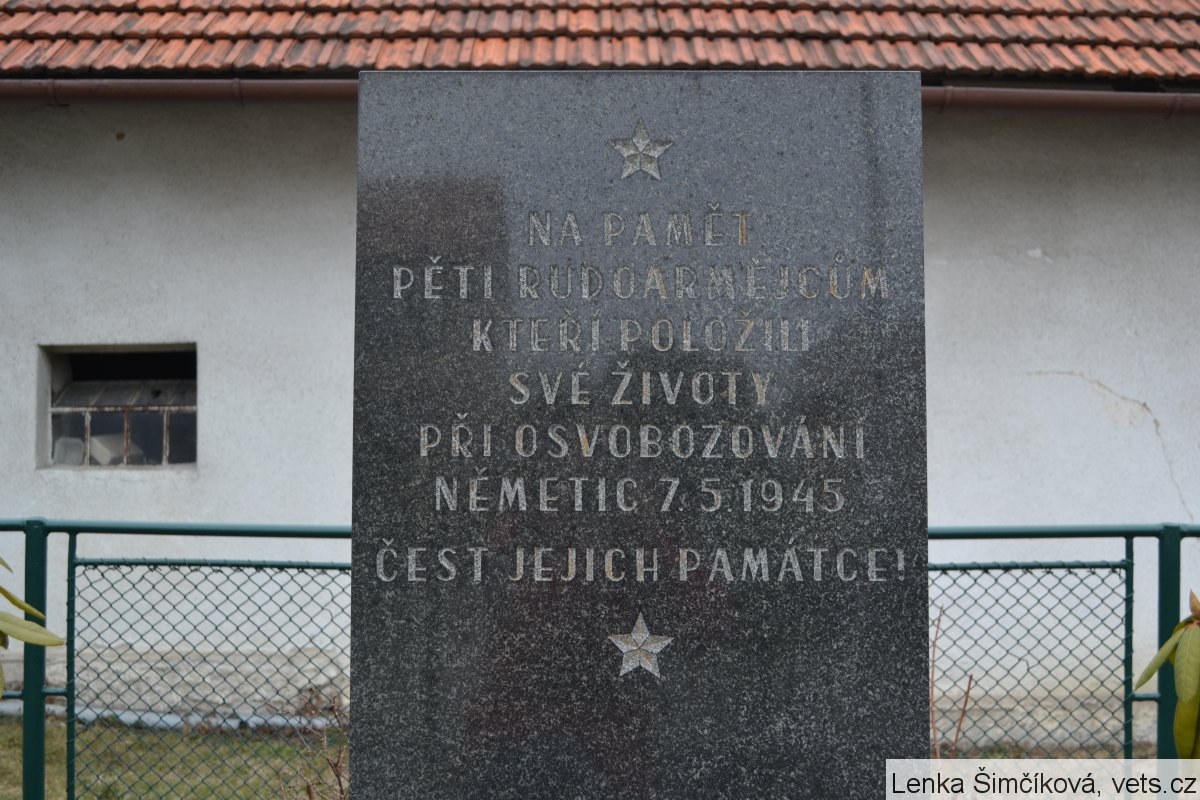 NA PAMĚT
PĚTI RUDOARMĚJCŮM
KTEŘÍ POLOŽILI
SVÉ ŽIVOTY
PŘI OSVOBOZOVÁNÍ
NĚMETIC 7.5.1945
ČEST JEJICH PAMÁTCE!
Lenka Šimčíková, vets.cz